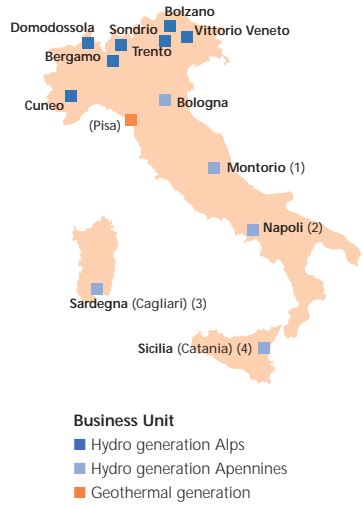 Bolzano
Domodossola
Sondrio
Vittorio Veneto
Bergamo
Trento
Cuneo
Bologna
(Pisa)
Montorio (1)
Napoli (2)
Sardegna (Cagliari) (3)
Sicilia (Catania) (4)
Business Unit
Hydro generation Alps
Hydro generation Apennines
Geothermal generation